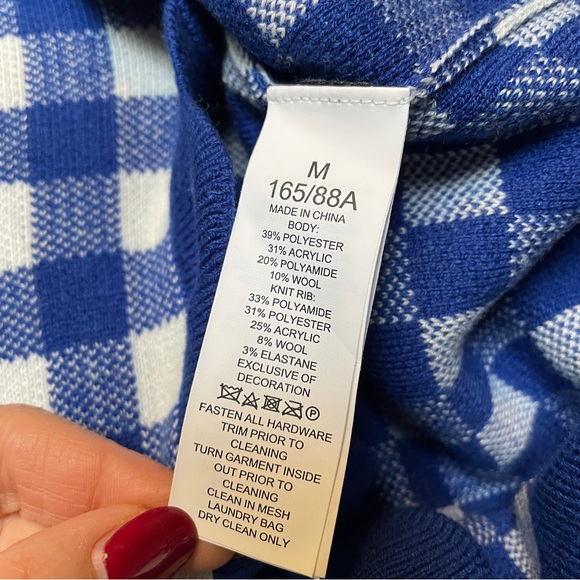 M
165/88A
MADE IN CHINA
BODY:
39% POLYESTER
31% ACRYLIC
20% POLYAMIDE
10% WOOL
KNIT RIB:
33% POLYAMIDE
31% POLYESTER
25% ACRYLIC
8% WOOL
3% ELASTANE
EXCLUSIVE OF
DECORATION
P
FASTEN ALL HARDWARE
TRIM PRIOR TO
CLEANING
TURN GARMENT INSIDE
OUT PRIOR TO
CLEANING
CLEAN IN MESH
LAUNDRY BAG
DRY CLEAN ONLY